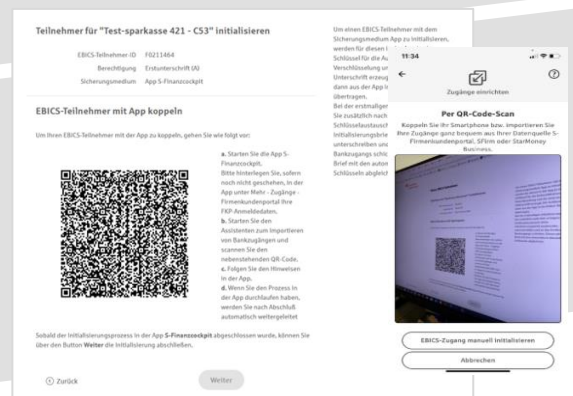 Teilnehmer für "Test-sparkasse 421 - C53" initialisieren
EBICS-Teilnehmer-ID F0211464
Berechtigung Erstunterschrift (A)
Sicherungsmedium App S-Finanzcockpit
EBICS-Teilnehmer mit App koppeln
Um Ihren EBICS-Teilnehmer mit der App zu koppeln, gehen Sie wie folgt vor:
a. Starten Sie die App S-
Finanzcockpit.
Bitte hinterlegen Sie, sofern
noch nicht geschehen, in der
App unter Mehr - Zugänge -
Firmenkundenportal Ihre
FKP-Anmeldedaten.
b. Starten Sie den
Assistenten zum Importieren
von Bankzugängen und
scannen Sie den
nebenstehenden QR-Code.
c. Folgen Sie den Hinweisen
in der App.
d. Wenn Sie den Prozess in
der App durchlaufen haben,
werden Sie nach Abschluß
automatisch weitergeleitet
Sobald der Initialisierungsprozess in der App S-Finanzcockpit abgeschlossen wurde, können Sie
über den Button Weiter die Initialisierung abschließen.
Zurück
Weiter
Um einen EBICS-Teilnehmer mit dem
Sicherungsmedium App zu initialisieren,
werden für diesen
Schlüssel für die Au
Verschlüsselung un
Unterschrift erzeug
dann aus der App in
übertragen.
Bei der erstmaliger
Sie zusätzlich nach
Schlüsselaustausch
Initialisierungsbrie
unterschreiben und
Bankzugangs schic
Brief mit den autom
Schlüsseln abgleich
11:34
Zugänge einrichten
Per QR-Code-Scan
Koppeln Sie Ihr Smartphone bzw. importieren Sie
Ihre Zugänge ganz bequem aus Ihrer Datenquelle S-
Firmenkundenportal, SFirm oder StarMoney
Business.
EBICS-Zugang manuell initialisieren
Abbrechen